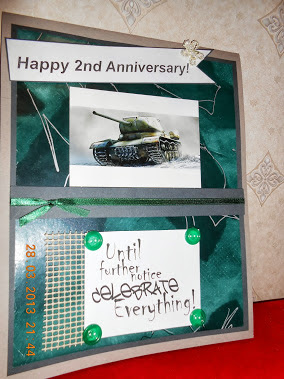 Happy 2nd Anniversary!
Until
further
notice
CELEBRATE
Everything!
28 05 2013 21 44